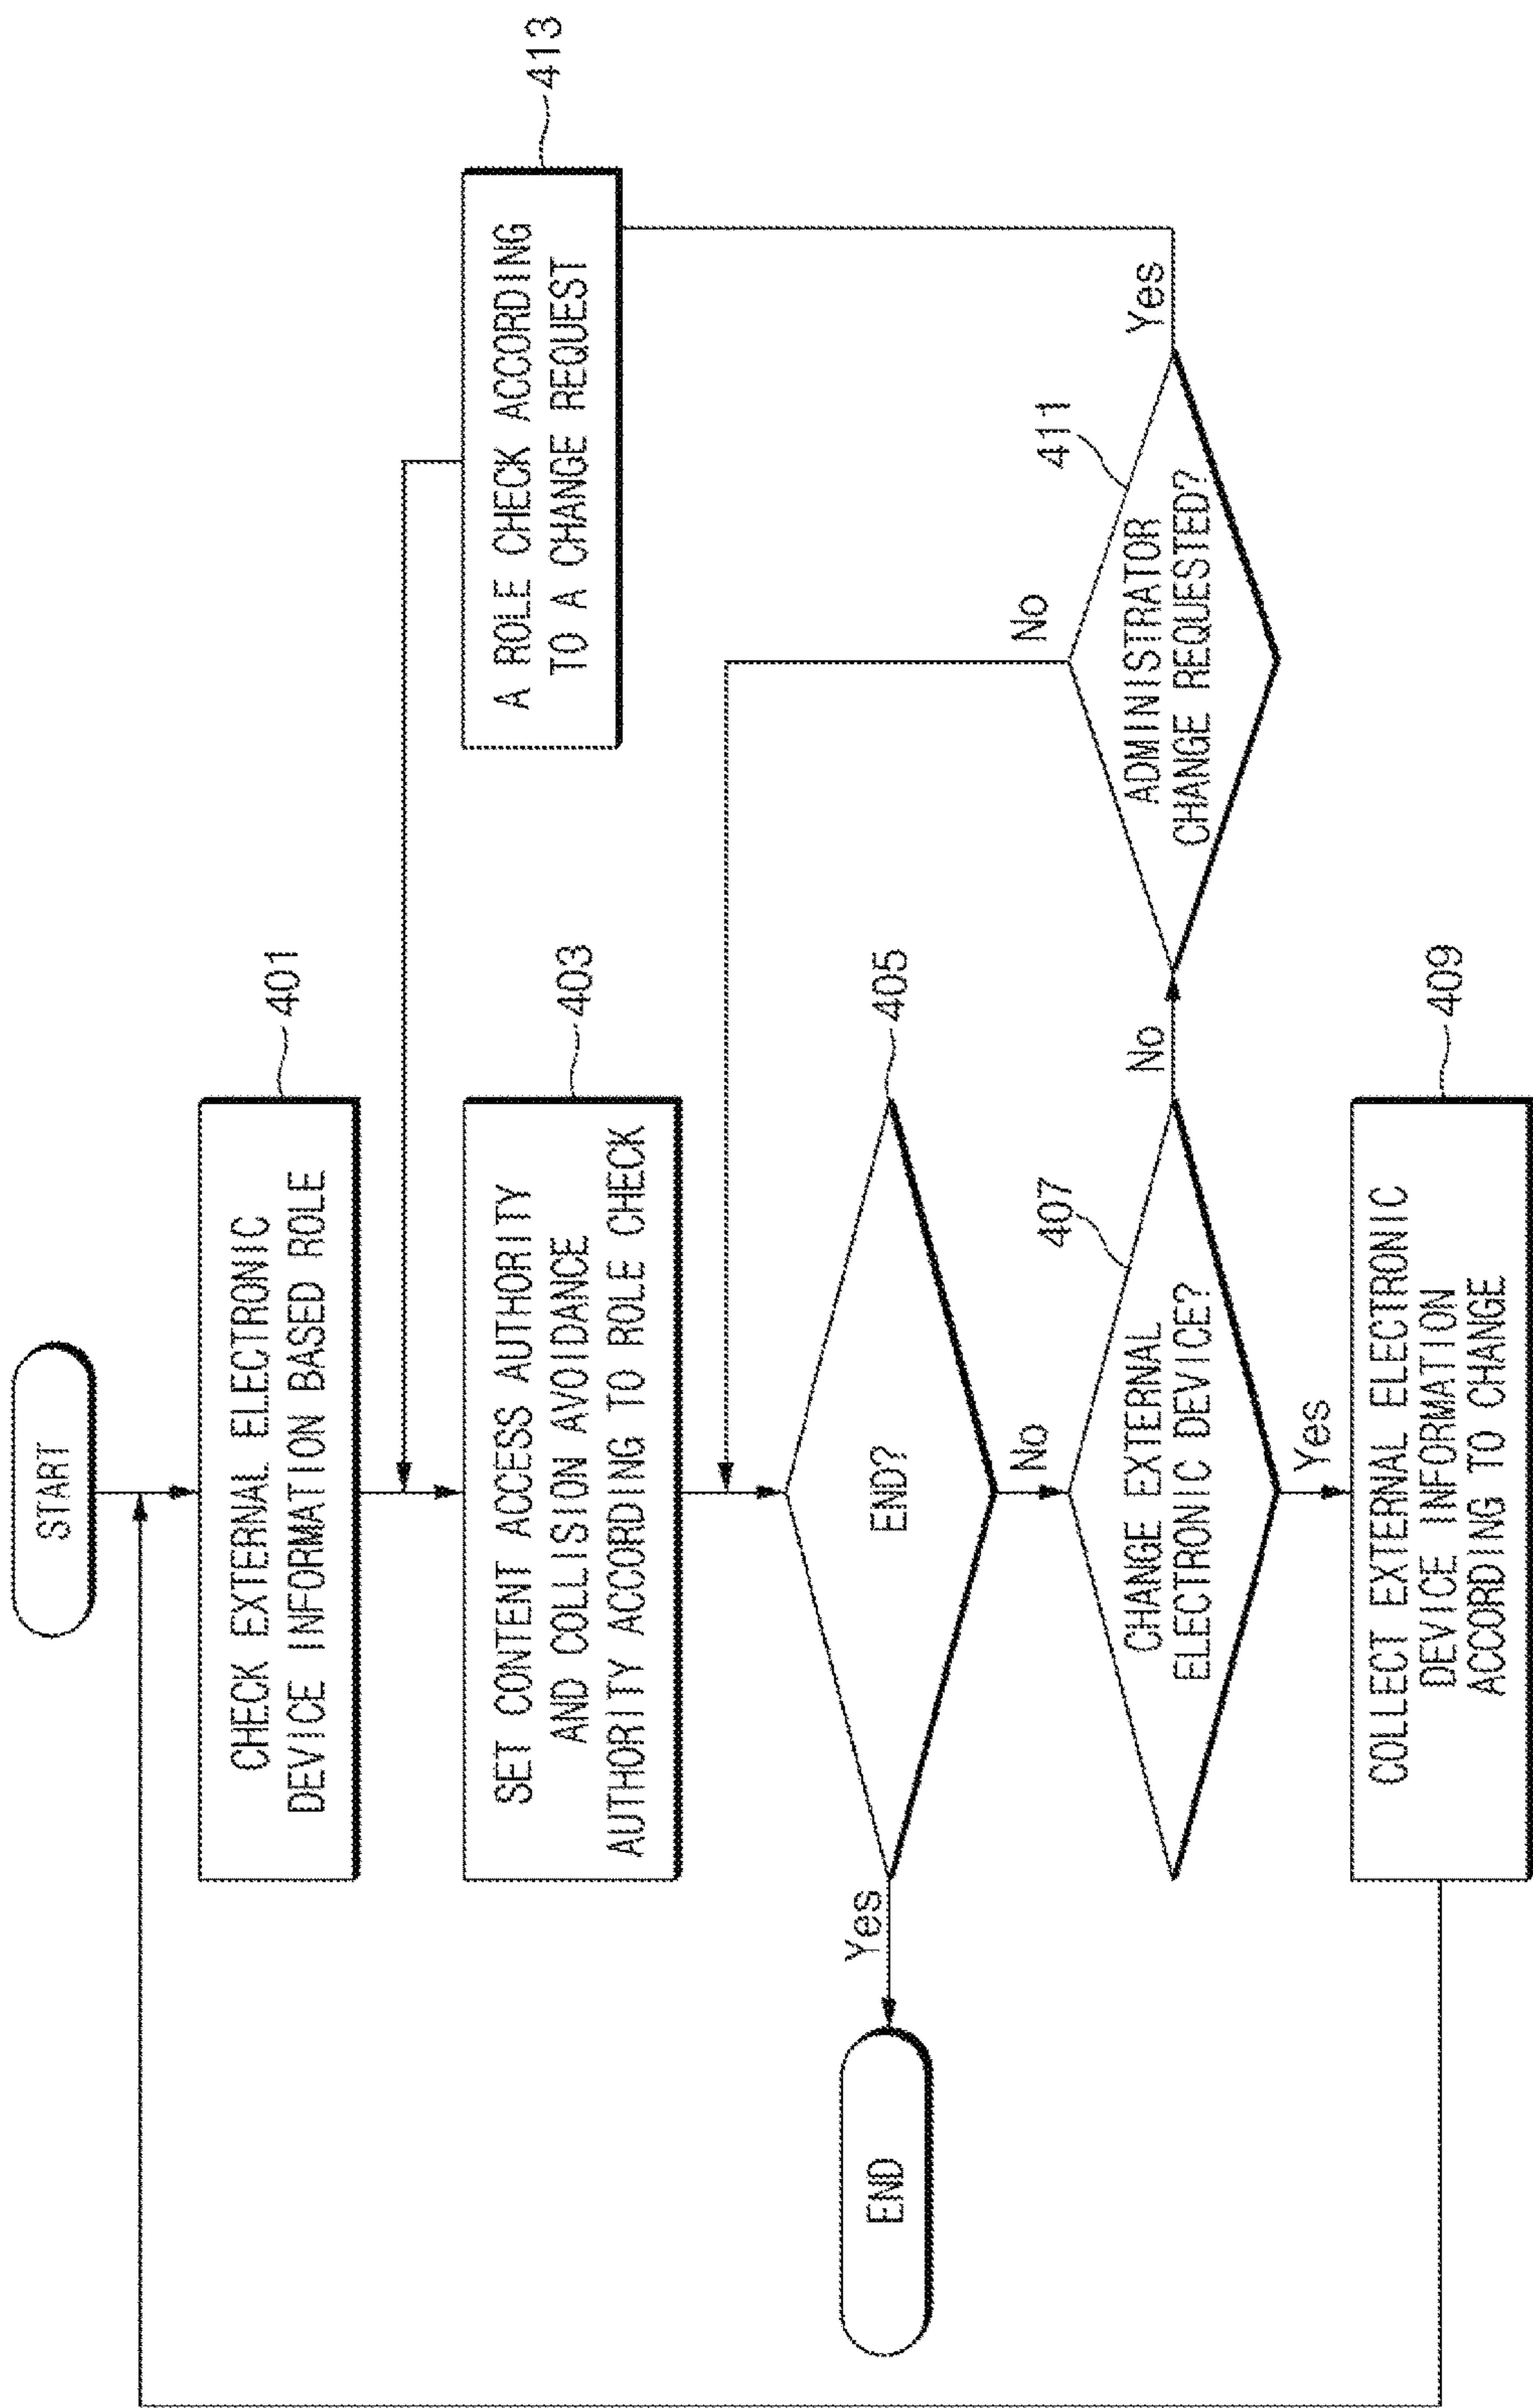 START
CHECK EXTERNAL ELECTRONIC
DEVICE INFORMATION BASED ROLE
401
SET CONTENT ACCESS AUTHORITY
AND COLLISION AVOIDANCE
AUTHORITY ACCORDING TO ROLE CHECK
403
A ROLE CHECK ACCORDING
TO A CHANGE REQUEST
413
END?
405
Yes
END
No
CHANGE EXTERNAL
ELECTRONIC DEVICE?
407
No
ADMINISTRATOR
CHANGE REQUESTED?
411
No
Yes
Yes
COLLECT EXTERNAL ELECTRONIC
DEVICE INFORMATION
ACCORDING TO CHANGE
409